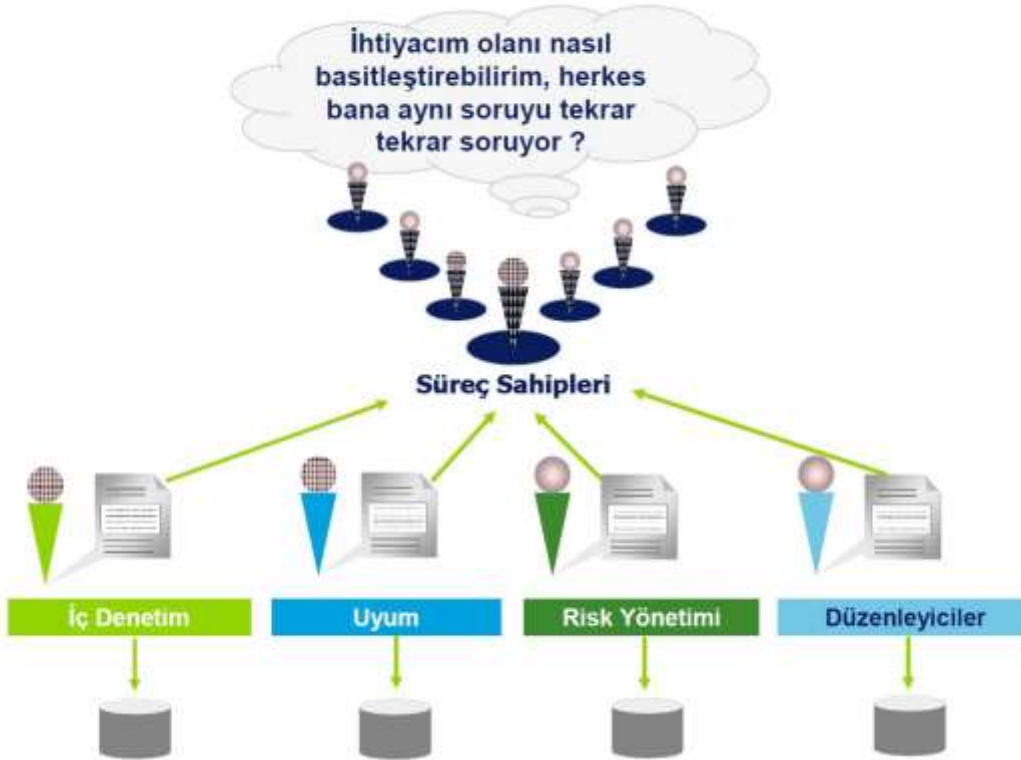 İhtiyacım olanı nasıl
basitleştirebilirim, herkes
bana aynı soruyu tekrar
tekrar soruyor ?
Süreç Sahipleri
İç Denetim
Uyum
Risk Yönetimi
Düzenleyiciler